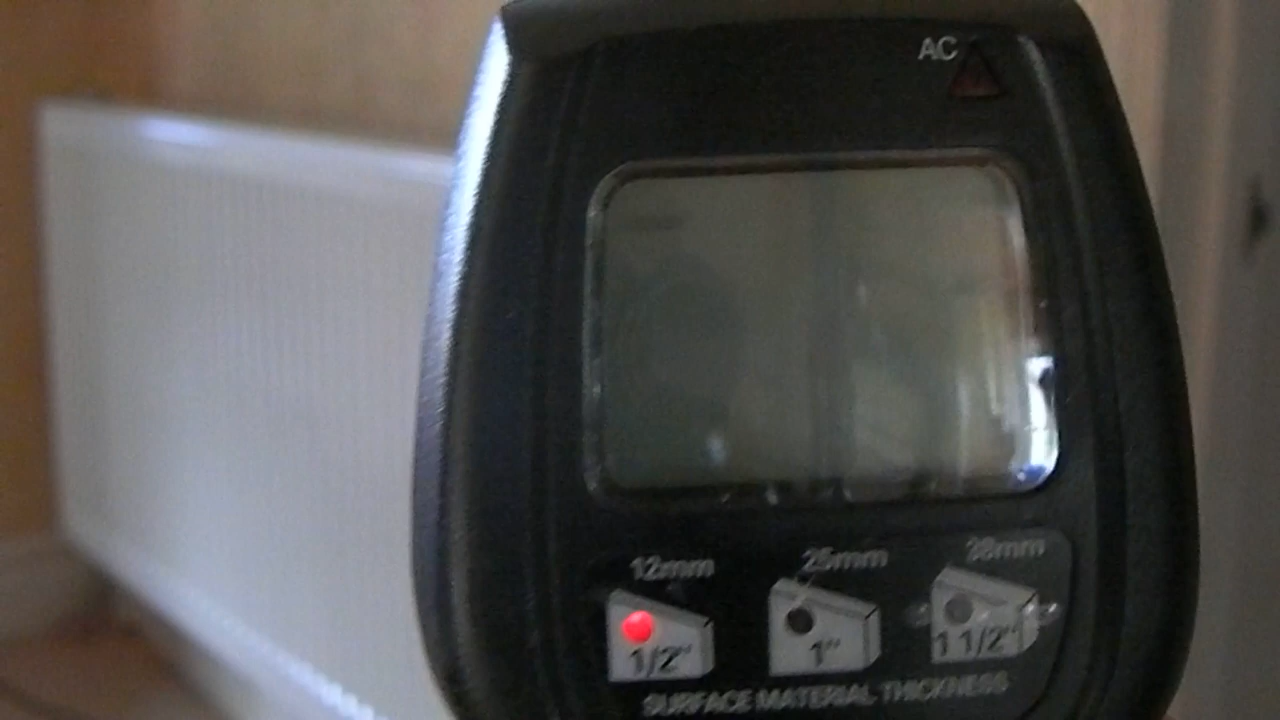 AC
12mm 25mm 38mm
1/2" 1" 1 1/2"
SURFACE MATERIAL THICKNESS